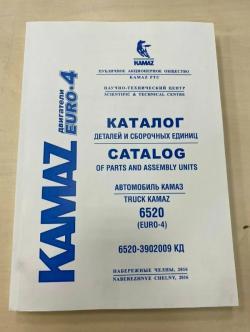 KAMAZ
ПУБЛИЧНОЕ АКЦИОНЕРНОЕ ОБЩЕСТВО
KAMAZ PTC
НАУЧНО-ТЕХНИЧЕСКИЙ ЦЕНТР
SCIENTIFIC & TECHNICAL CENTRE
КАТАЛОГ
ДЕТАЛЕЙ И СБОРОЧНЫХ ЕДИНИЦ
CATALOG
OF PARTS AND ASSEMBLY UNITS
АВТОМОБИЛЬ КАМАЗ
TRUCK KAMAZ
6520
(EURO-4)
6520-3902009 КД
НАБЕРЕЖНЫЕ ЧЕЛНЫ, 2016
NABEREZHNYE CHELNY, 2016
KAMAZ
двигатели
EURO-4